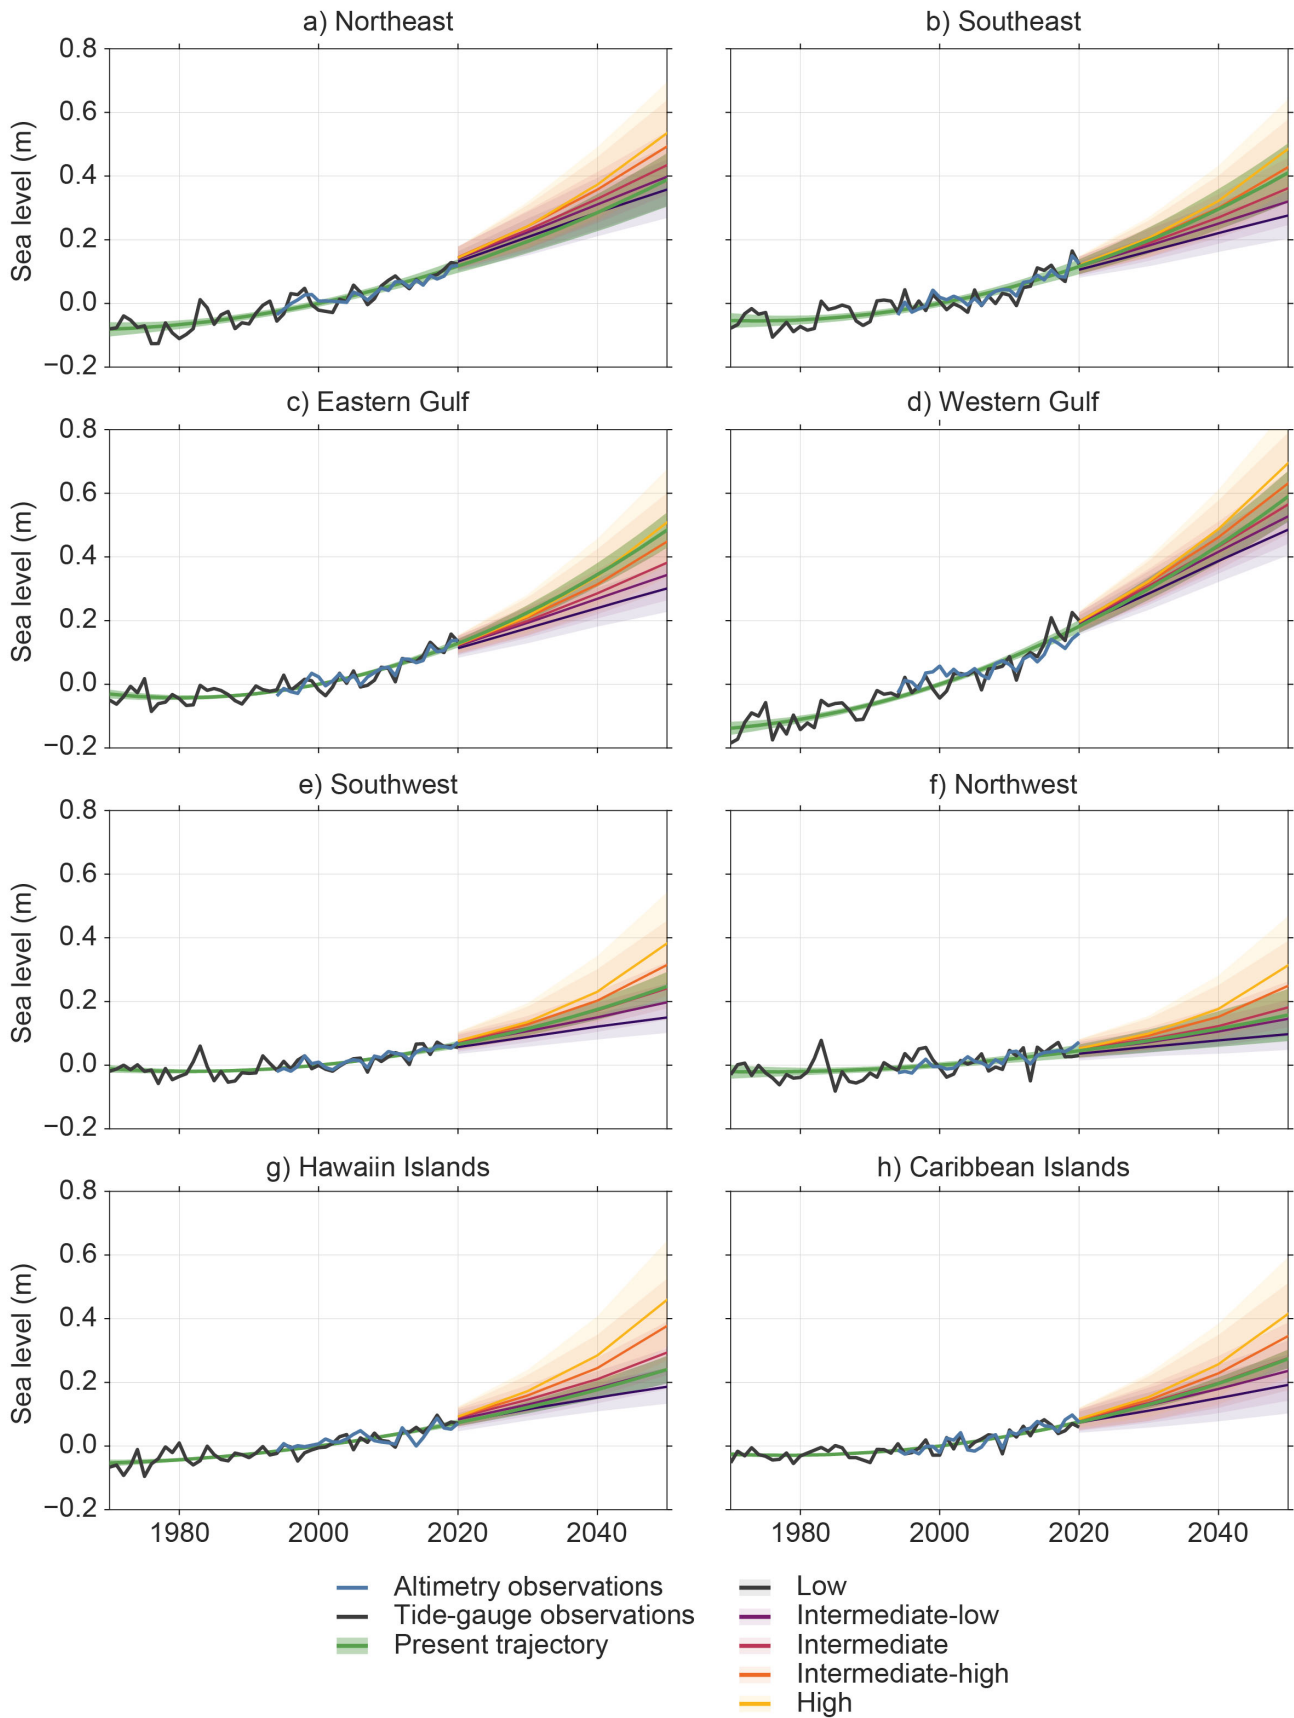 a) Northeast
b) Southeast
0.8
0.6
0.4
0.2
0.0
−0.2
Sea level (m)
c) Eastern Gulf
d) Western Gulf
0.8
0.6
0.4
0.2
0.0
−0.2
Sea level (m)
e) Southwest
f) Northwest
0.8
0.6
0.4
0.2
0.0
−0.2
Sea level (m)
g) Hawaiin Islands
h) Caribbean Islands
0.8
0.6
0.4
0.2
0.0
−0.2
Sea level (m)
1980 2000 2020 2040
1980 2000 2020 2040
Altimetry observations
Tide-gauge observations
Present trajectory
Low
Intermediate-low
Intermediate
Intermediate-high
High